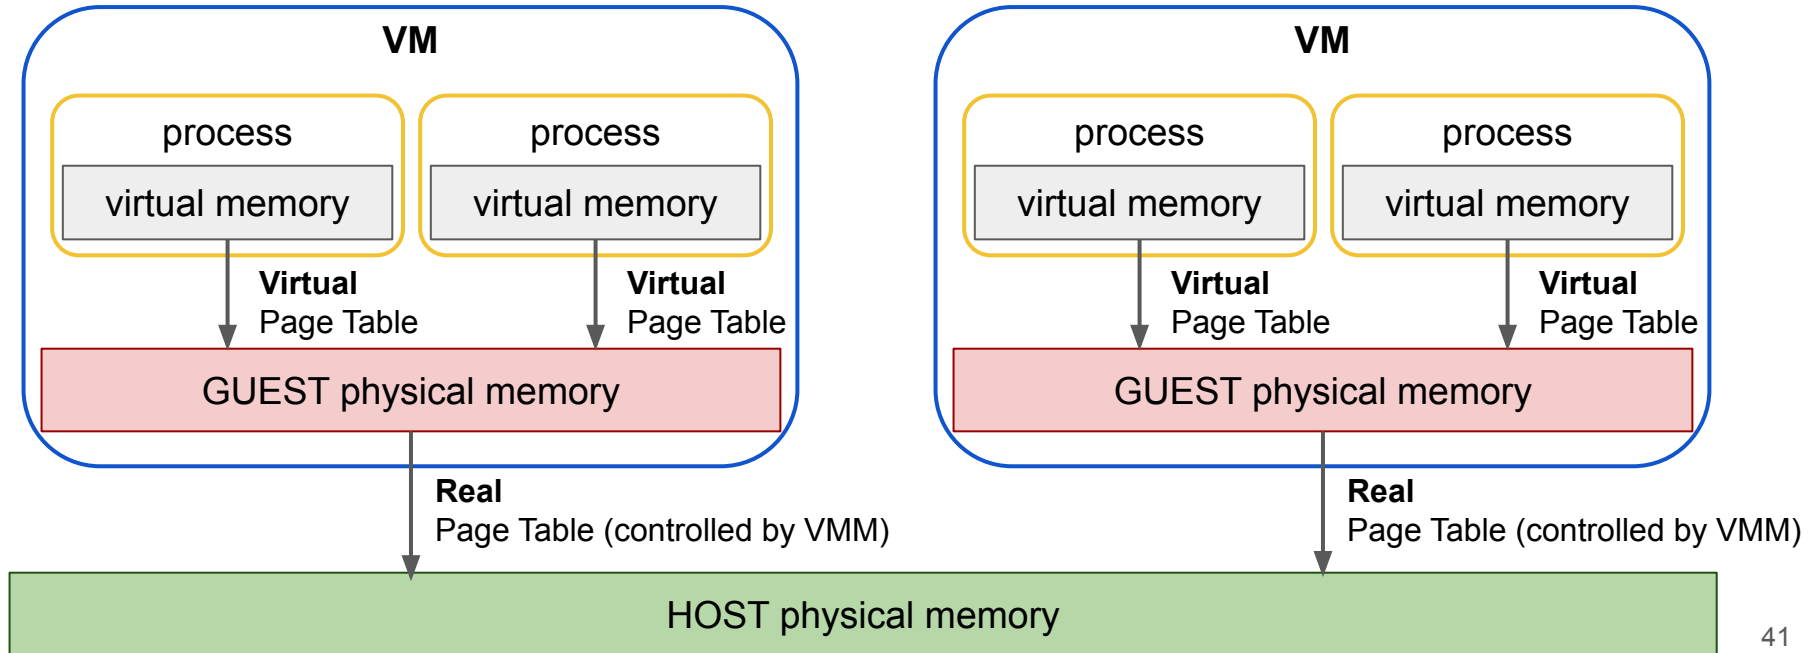 VM
process
virtual memory
process
virtual memory
Virtual
Page Table
Virtual
Page Table
GUEST physical memory
Real
Page Table (controlled by VMM)
VM
process
virtual memory
process
virtual memory
Virtual
Page Table
Virtual
Page Table
GUEST physical memory
Real
Page Table (controlled by VMM)
HOST physical memory
41